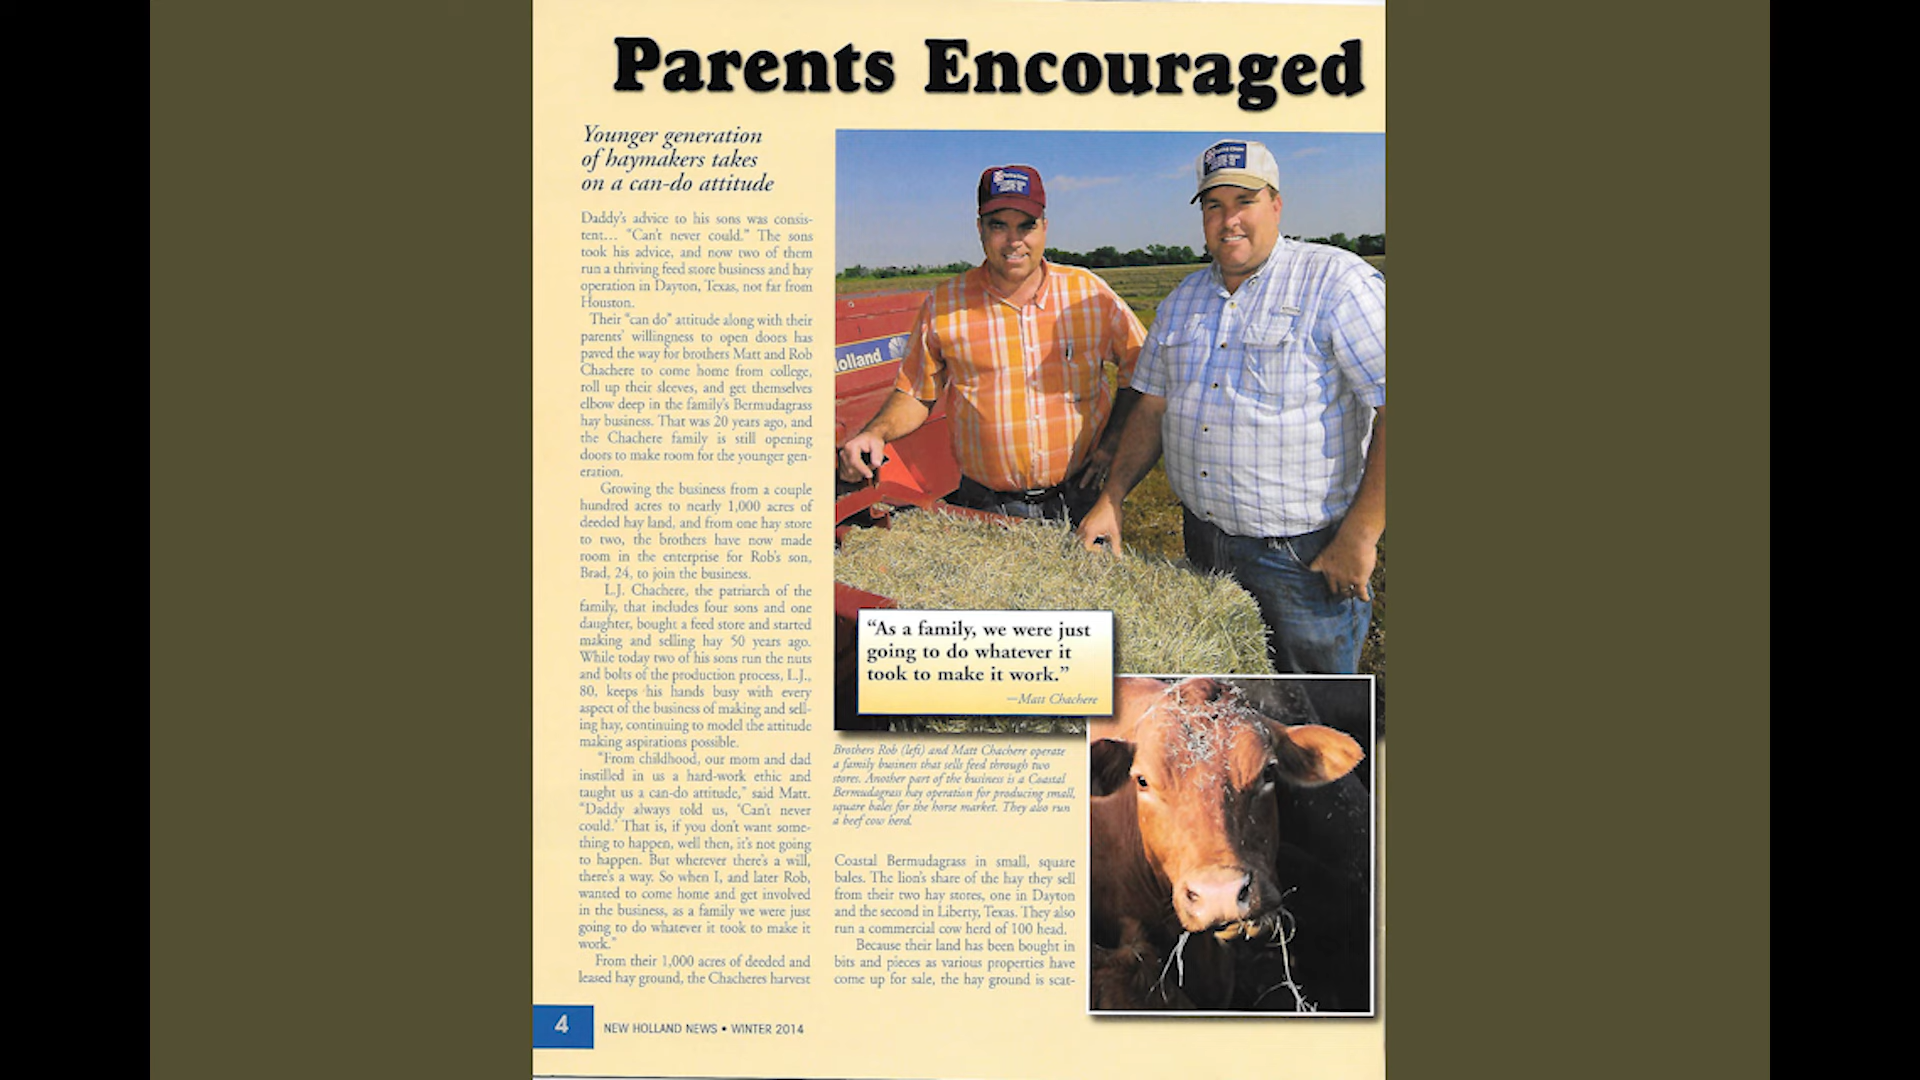 Parents Encouraged
Younger generation
of haymakers takes
on a can-do attitude
Daddy's advice to his sons was consis-
tent... "Can't never could." The sons
took his advice, and now two of them
run a thriving feed store business and hay
operation in Dayton, Texas, not far from
Houston.
Their "can do" attitude along with their
parents' willingness to open doors has
paved the way for brothers Matt and Rob
Chachere to come home from college,
roll up their sleeves, and get themselves
elbow deep in the family's Bermudagrass
hay business. That was 20 years ago, and
the Chachere family is still opening
doors to make room for the younger gen-
eration.
Growing the business from a couple
hundred acres to nearly 1,000 acres of
deeded hay land, and from one hay store
to two, the brothers have now made
room in the enterprise for Rob's son,
Brad, 24, to join the business.
L.J. Chachere, the patriarch of the
family, that includes four sons and one
daughter, bought a feed store and started
making and selling hay 50 years ago.
While today two of his sons run the nuts
and bolts of the production process, L.J.,
80, keeps his hands busy with every
aspect of the business of making and sell-
ing hay, continuing to model the attitude
making aspirations possible.
"From childhood, our mom and dad
instilled in us a hard-work ethic and
taught us a can-do attitude," said Matt.
"Daddy always told us, 'Can't never
could.' That is, if you don't want some-
thing to happen, well then, it's not going
to happen. But wherever there's a will,
there's a way. So when I, and later Rob,
wanted to come home and get involved
in the business, as a family we were just
going to do whatever it took to make it
work."
From their 1,000 acres of deeded and
leased hay ground, the Chacheres harvest
olland
"As a family, we were just
going to do whatever it
took to make it work."
—Matt Chachere
Brothers Rob (left) and Matt Chachere operate
a family business that sells feed through two
stores. Another part of the business is a Coastal
Bermudagrass hay operation for producing small,
square bales for the horse market. They also run
a beef cow herd.
Coastal Bermudagrass in small, square
bales. The lion's share of the hay they sell
from their two hay stores, one in Dayton
and the second in Liberty, Texas. They also
run a commercial cow herd of 100 head.
Because their land has been bought in
bits and pieces as various properties have
come up for sale, the hay ground is scat-
4
NEW HOLLAND NEWS • WINTER 2014